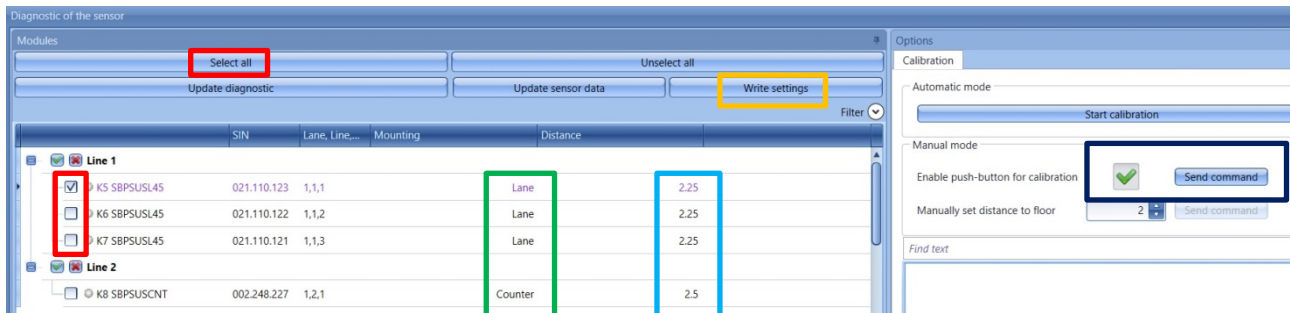 Diagnostic of the sensor
Modules
Select all
Unselect all
Update diagnostic
Update sensor data
Write settings
Filter
SIN
Lane, Line,...
Mounting
Distance
Line 1
K5 SBPSUSL45 021.110.123 1,1,1 Lane 2.25
K6 SBPSUSL45 021.110.122 1,1,2 Lane 2.25
K7 SBPSUSL45 021.110.121 1,1,3 Lane 2.25
Line 2
K8 SBPSUSCNT 002.248.227 1,2,1 Counter 2.5
Options
Calibration
Automatic mode
Start calibration
Manual mode
Enable push-button for calibration Send command
Manually set distance to floor 2 Send command
Find text